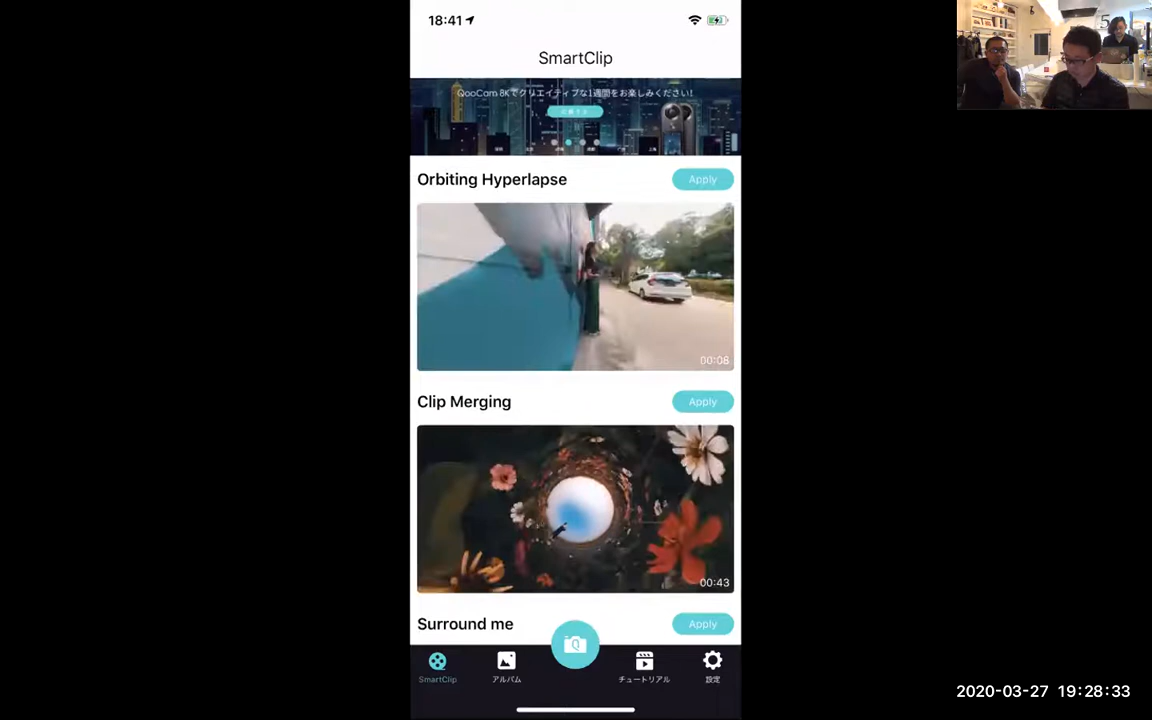 18:41
SmartClip
QooCam 8Kでクリエイティブな1週間をお楽しみください!
Orbiting Hyperlapse
Apply
00:08
Clip Merging
Apply
00:43
Surround me
Apply
SmartClip
アルバム
チュートリアル
設定
2020-03-27 19:28:33